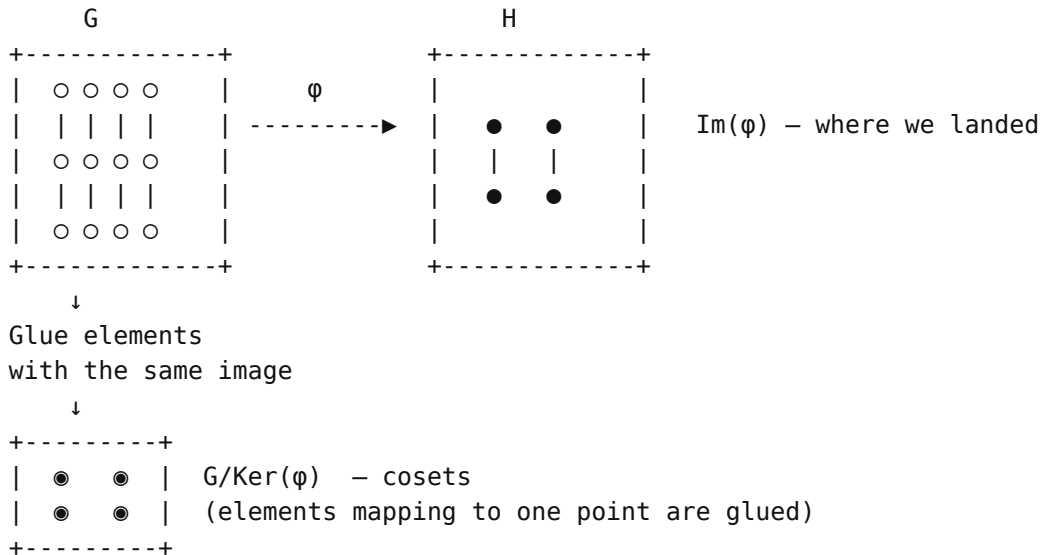 G H
φ
Im(φ) — where we landed
↓
Glue elements
with the same image
↓
G/Ker(φ) — cosets
(elements mapping to one point are glued)